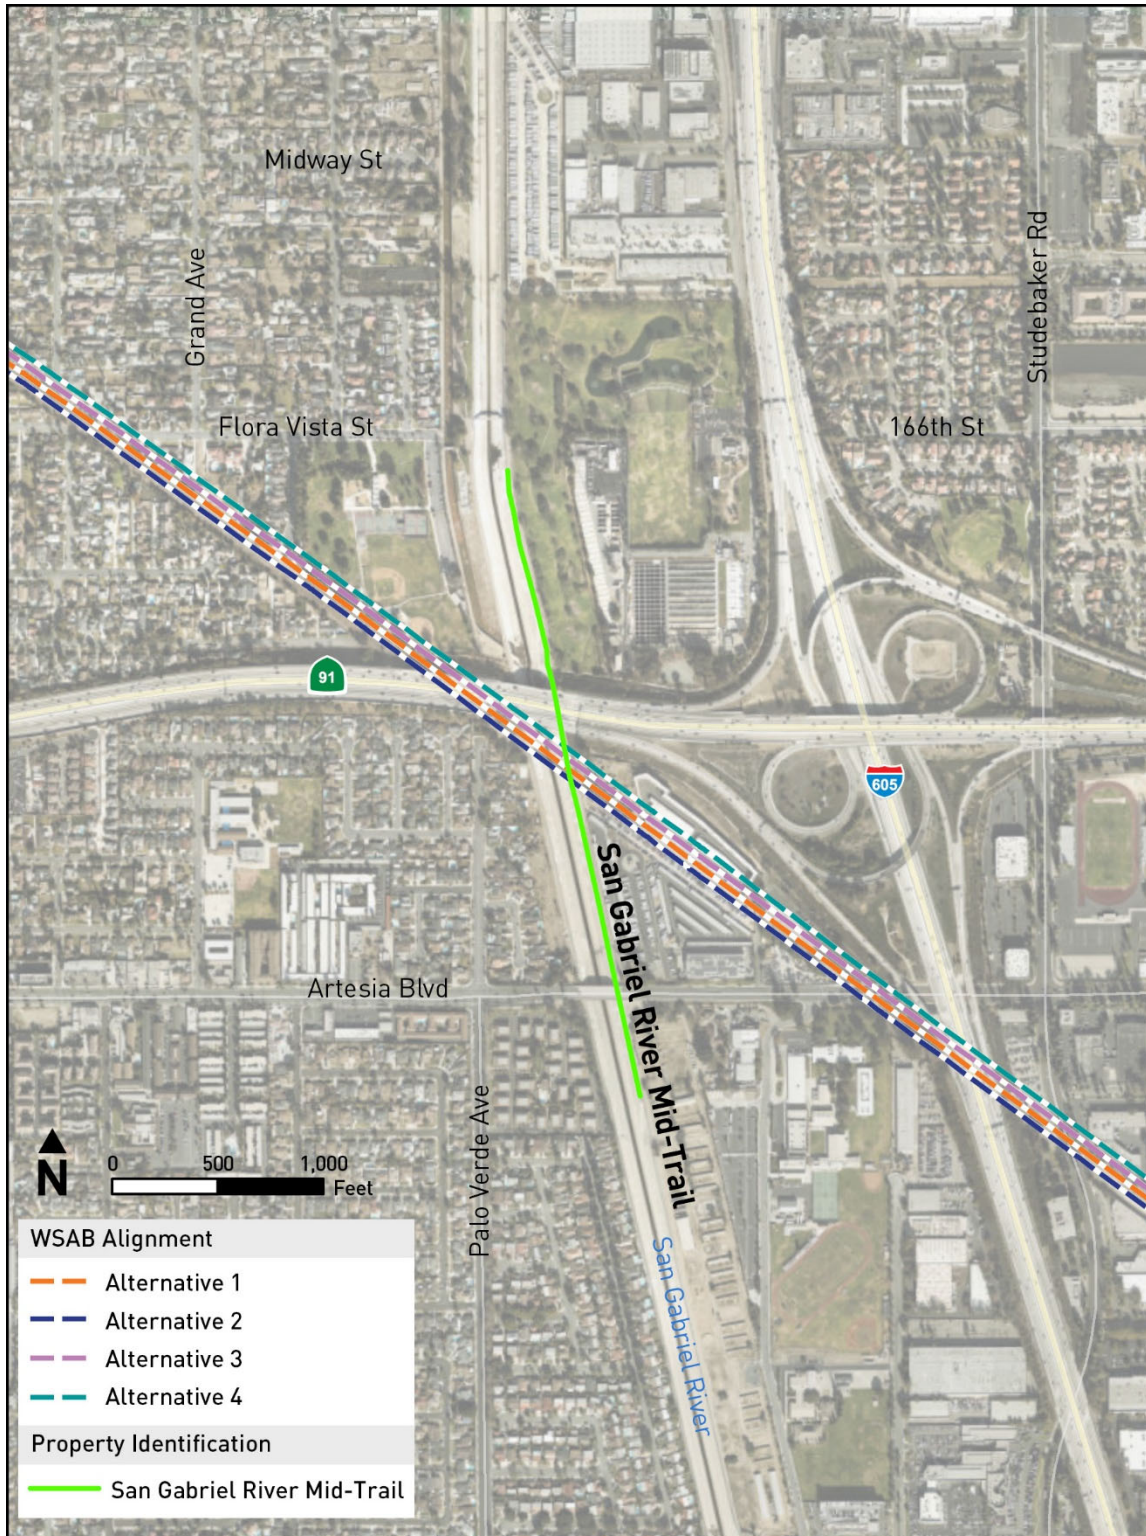 Midway St
Grand Ave
Studebaker Rd
Flora Vista St
166th St
91
605
San Gabriel River Mid-Trail
Artesia Blvd
Palo Verde Ave
N
0 500 1,000
Feet
San Gabriel River
WSAB Alignment
Alternative 1
Alternative 2
Alternative 3
Alternative 4
Property Identification
San Gabriel River Mid-Trail